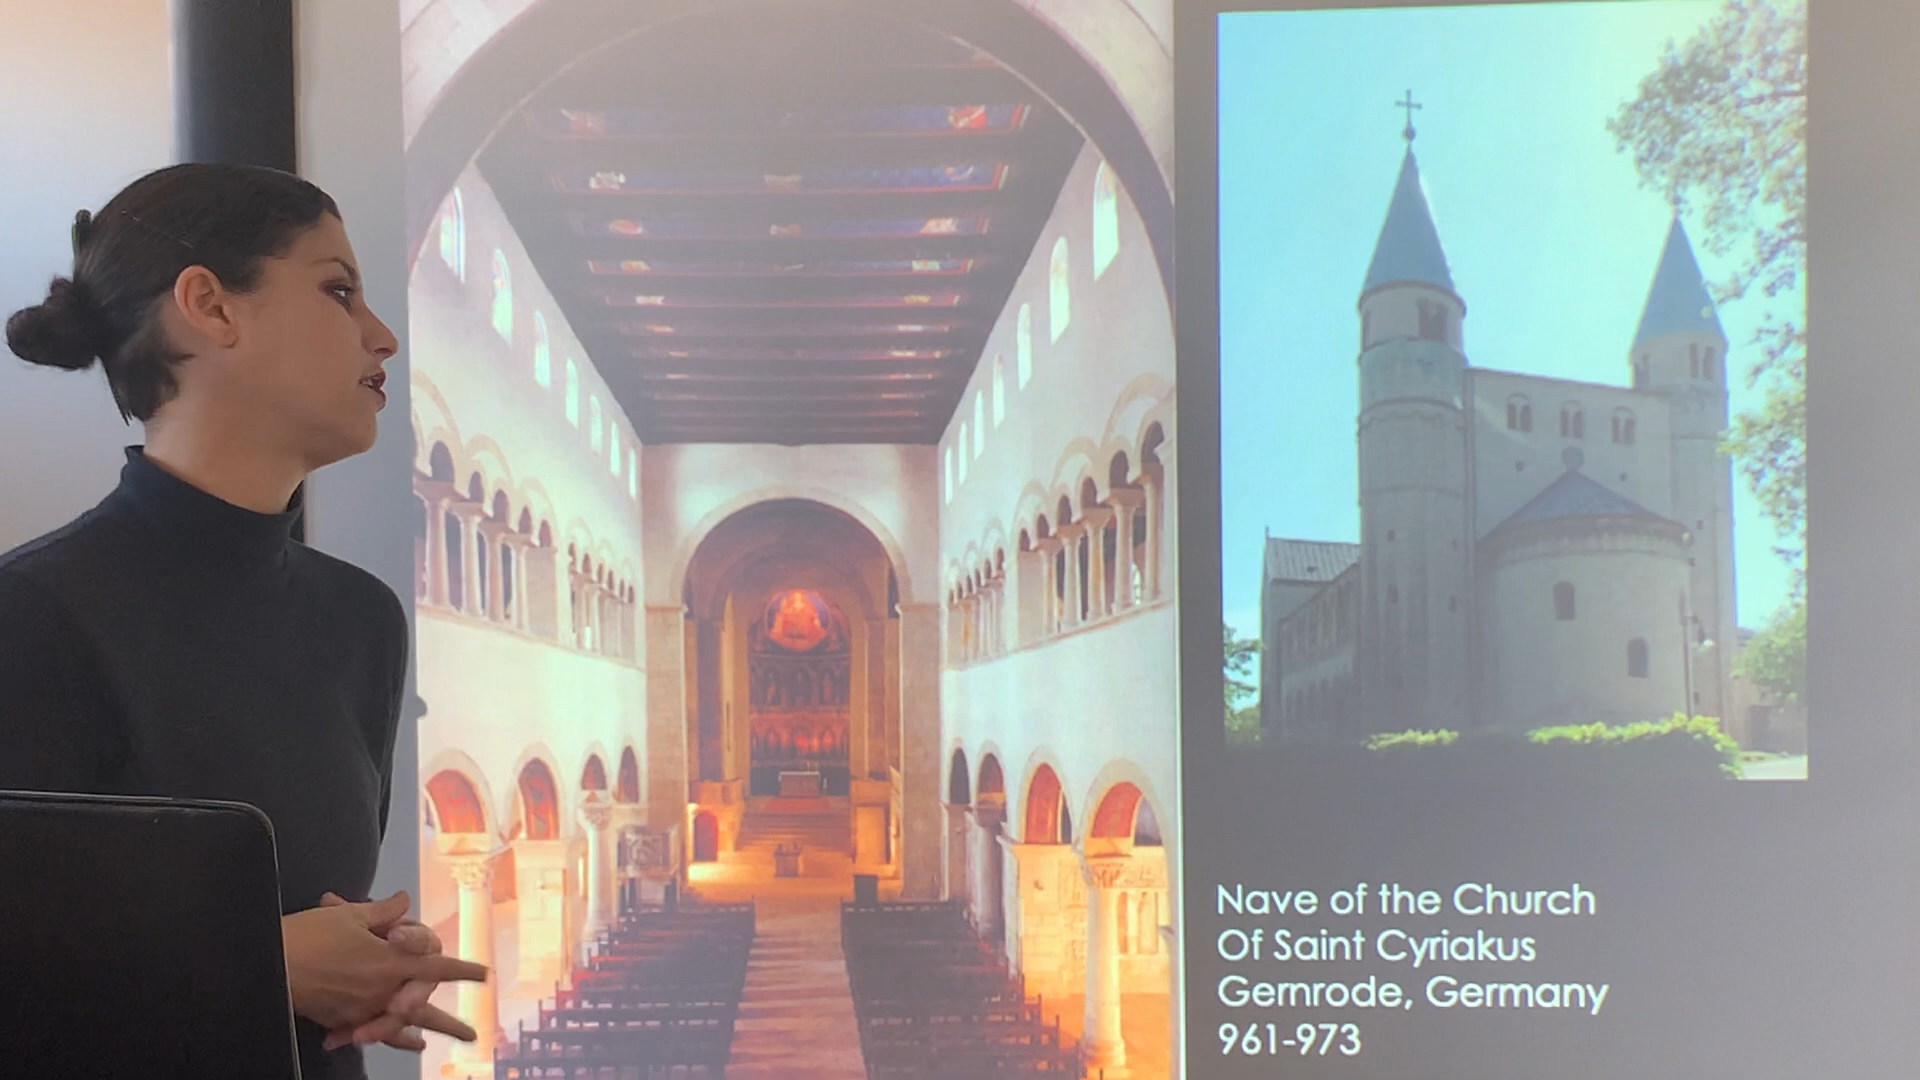 Nave of the Church
Of Saint Cyriakus
Gernrode, Germany
961-973